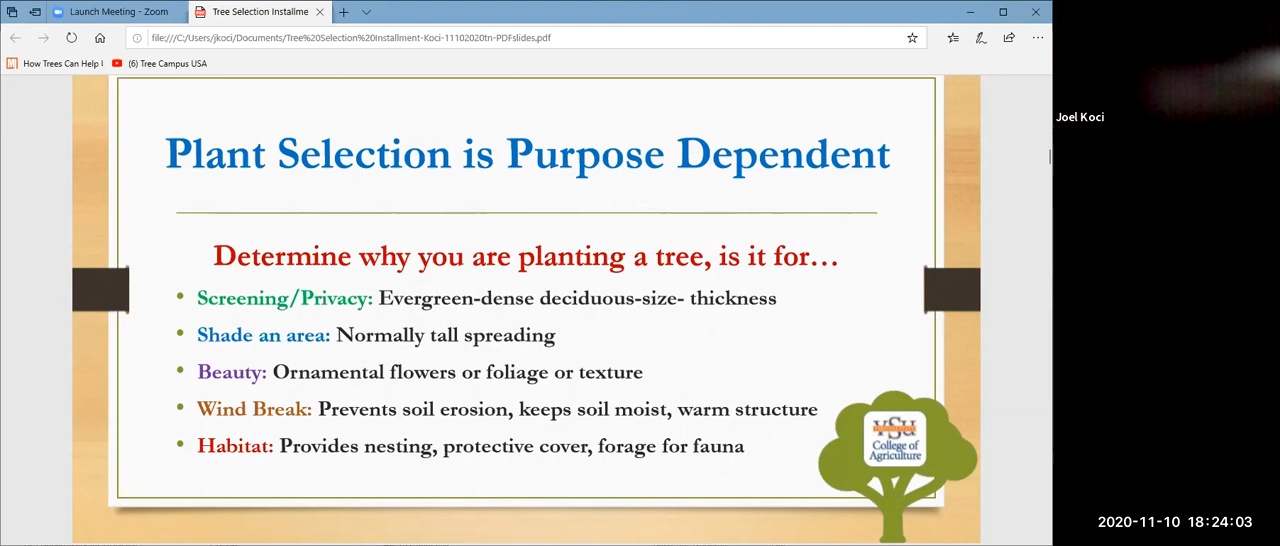 Launch Meeting - Zoom
Tree Selection Installme
file:///C:/Users/jkoci/Documents/Tree%20Selection%20Installment-Koci-11102020tn-PDFslides.pdf
How Trees Can Help
(6) Tree Campus USA
Joel Koci
Plant Selection is Purpose Dependent
Determine why you are planting a tree, is it for…
• Screening/Privacy: Evergreen-dense deciduous-size- thickness
• Shade an area: Normally tall spreading
• Beauty: Ornamental flowers or foliage or texture
• Wind Break: Prevents soil erosion, keeps soil moist, warm structure
• Habitat: Provides nesting, protective cover, forage for fauna
VSU
College of
Agriculture
2020-11-10 18:24:03